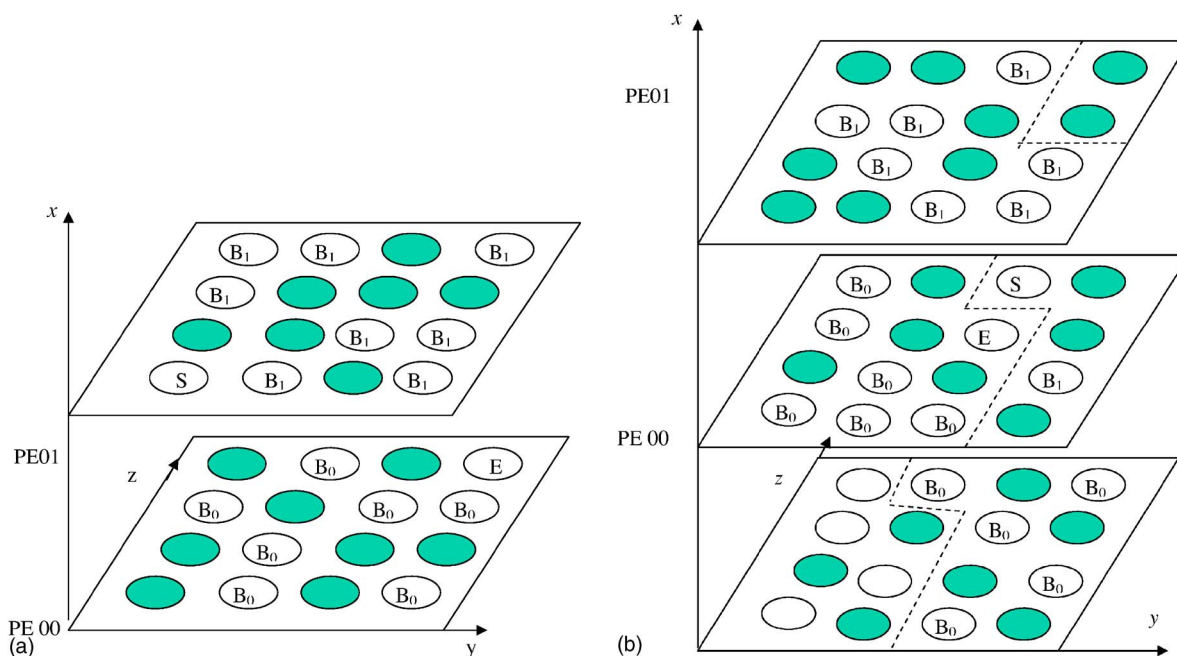 x
B₁ B₁ B₁
B₁
B₁ B₁
S B₁ B₁
PE01
z
B₀ E
B₀ B₀ B₀
B₀
B₀ B₀
PE 00
(a) y
x
PE01
B₁
B₁ B₁
B₁ B₁
B₁ B₁
B₀ S
B₀ E
B₀ B₁
B₀ B₀ B₀
PE 00
z
B₀ B₀
B₀
B₀
B₀
(b) y